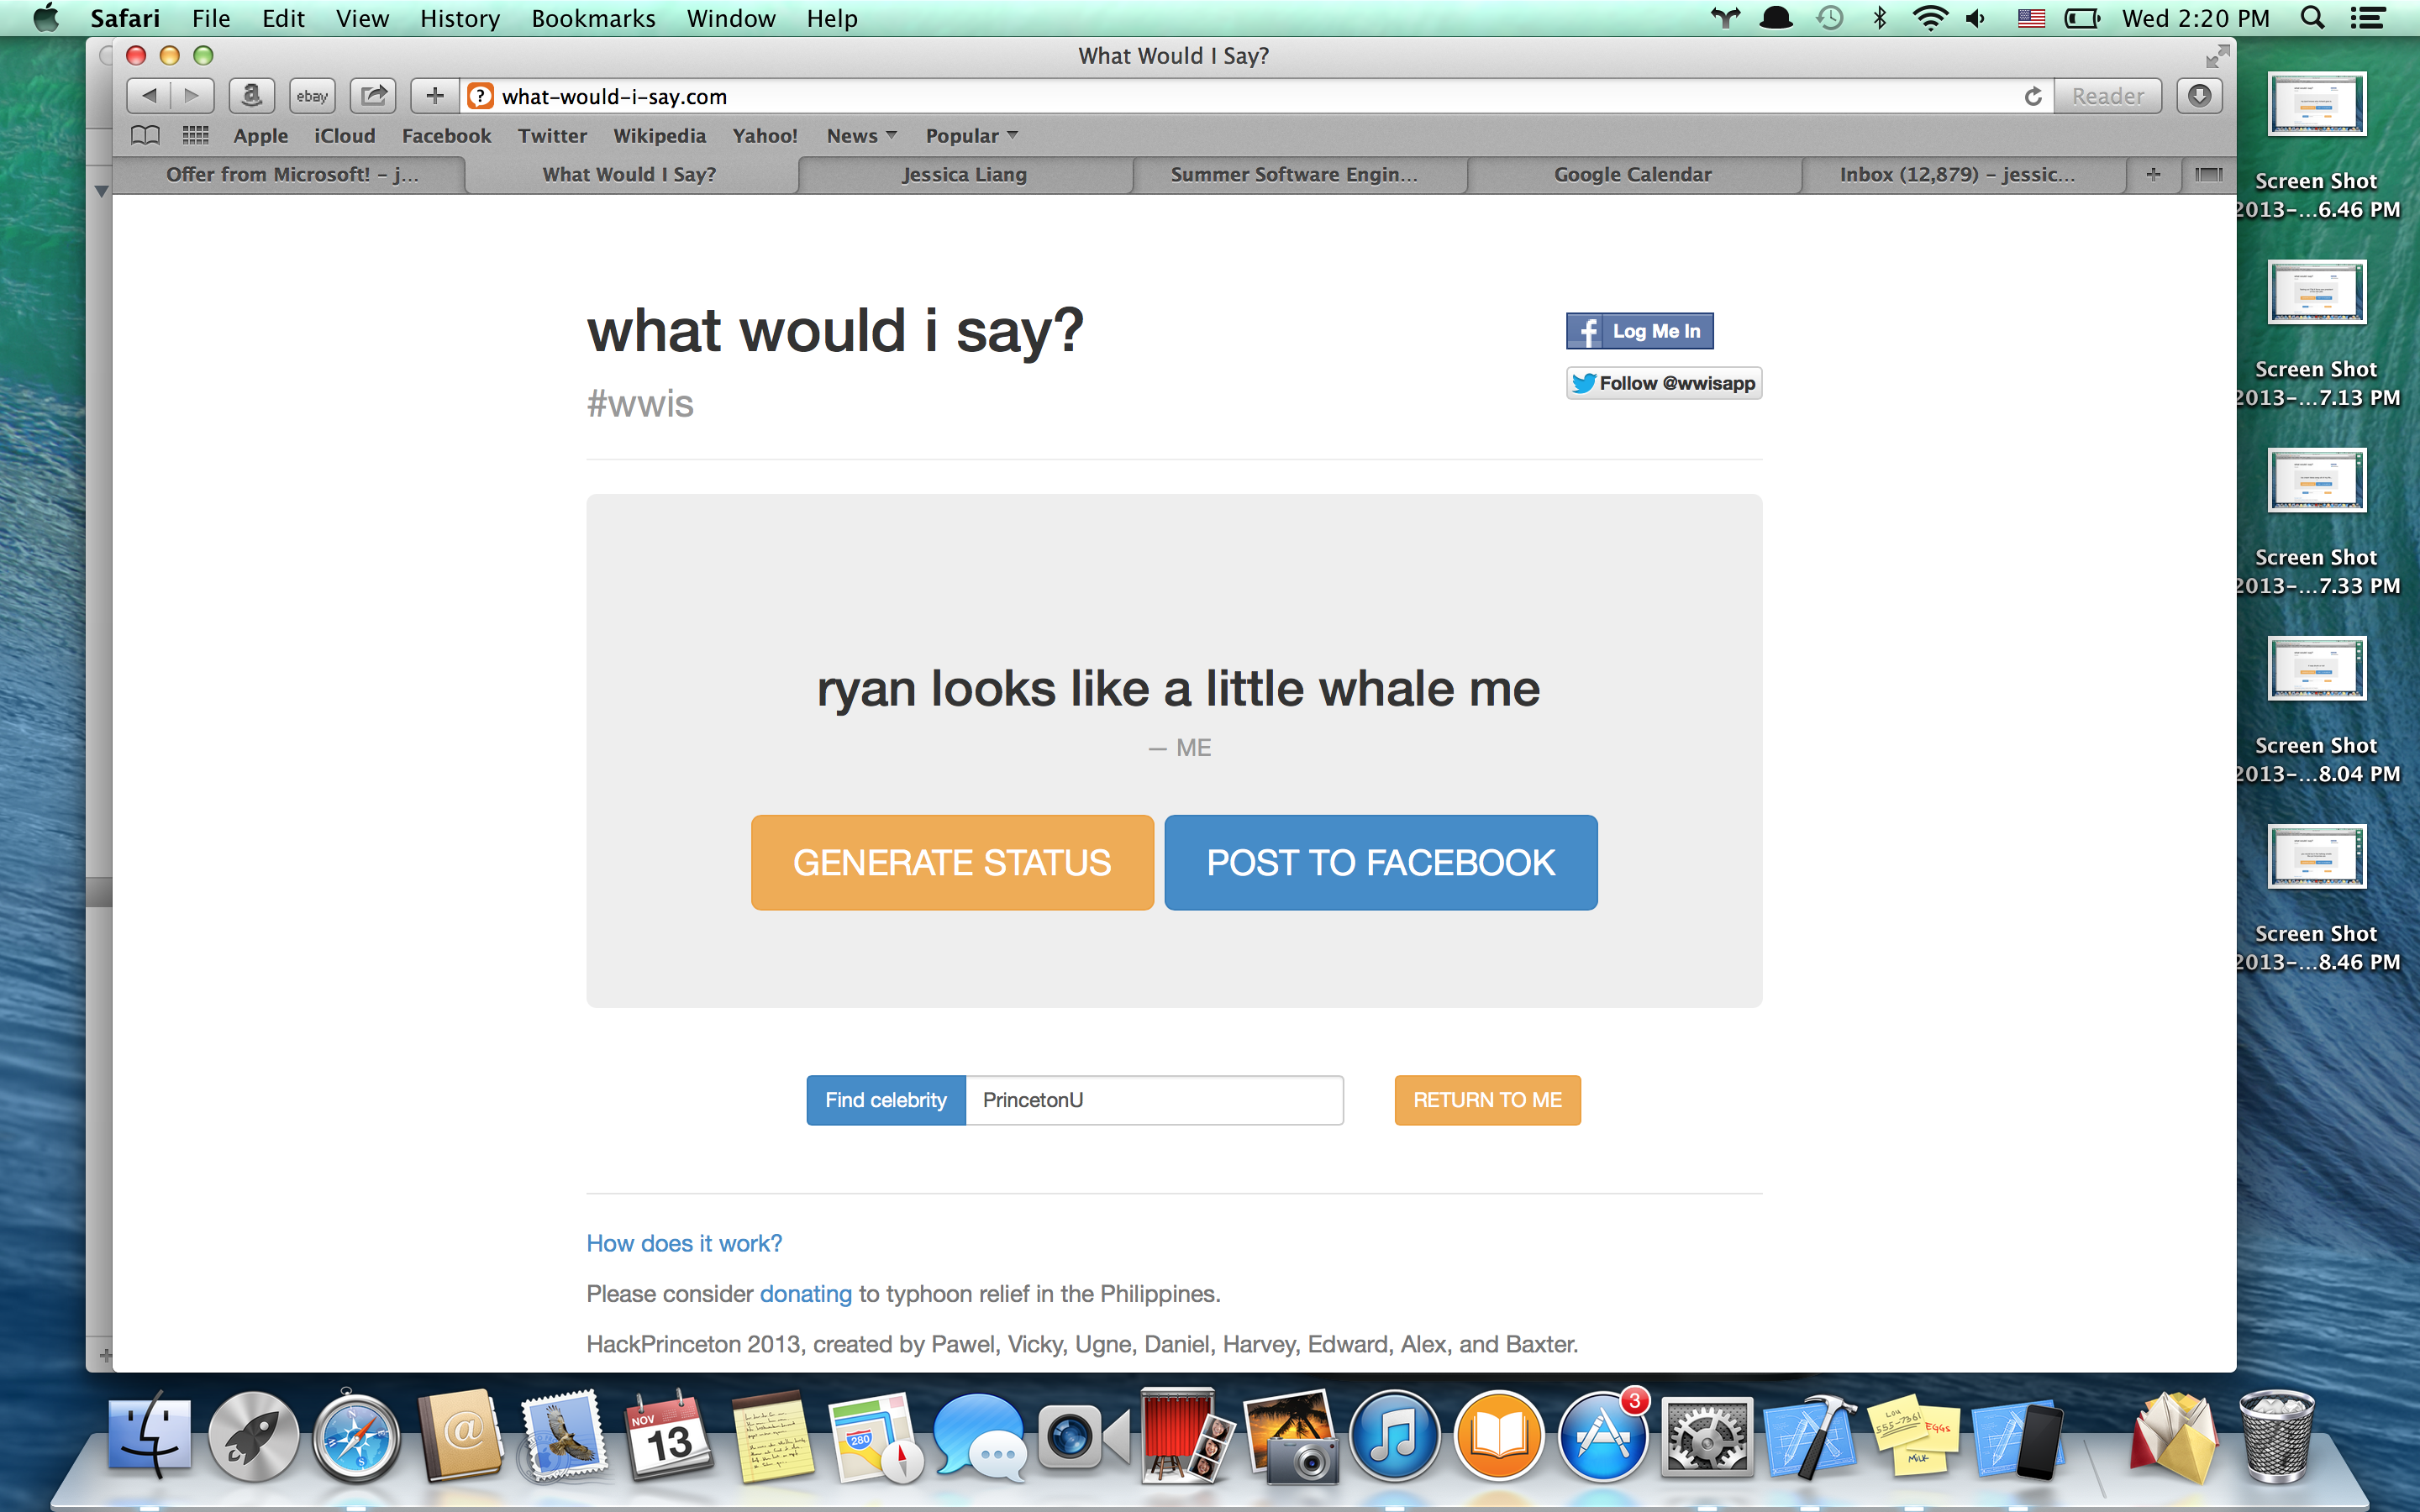 Safari File Edit View History Bookmarks Window Help Wed 2:20 PM
What Would I Say?
a ebay + ? what-would-i-say.com Reader
Apple iCloud Facebook Twitter Wikipedia Yahoo! News Popular
Offer from Microsoft! – j... What Would I Say? Jessica Liang Summer Software Engin... Google Calendar Inbox (12,879) – jessic... +
what would i say?
#wwis
f Log Me In
Follow @wwisapp
ryan looks like a little whale me
— ME
GENERATE STATUS POST TO FACEBOOK
Find celebrity PrincetonU RETURN TO ME
How does it work?
Please consider donating to typhoon relief in the Philippines.
HackPrinceton 2013, created by Pawel, Vicky, Ugne, Daniel, Harvey, Edward, Alex, and Baxter.
Screen Shot
2013-...6.46 PM
Screen Shot
2013-...7.13 PM
Screen Shot
2013-...7.33 PM
Screen Shot
2013-...8.04 PM
Screen Shot
2013-...8.46 PM
@
NOV
13
280
3
Lou
555-7361
EGGS
MILK